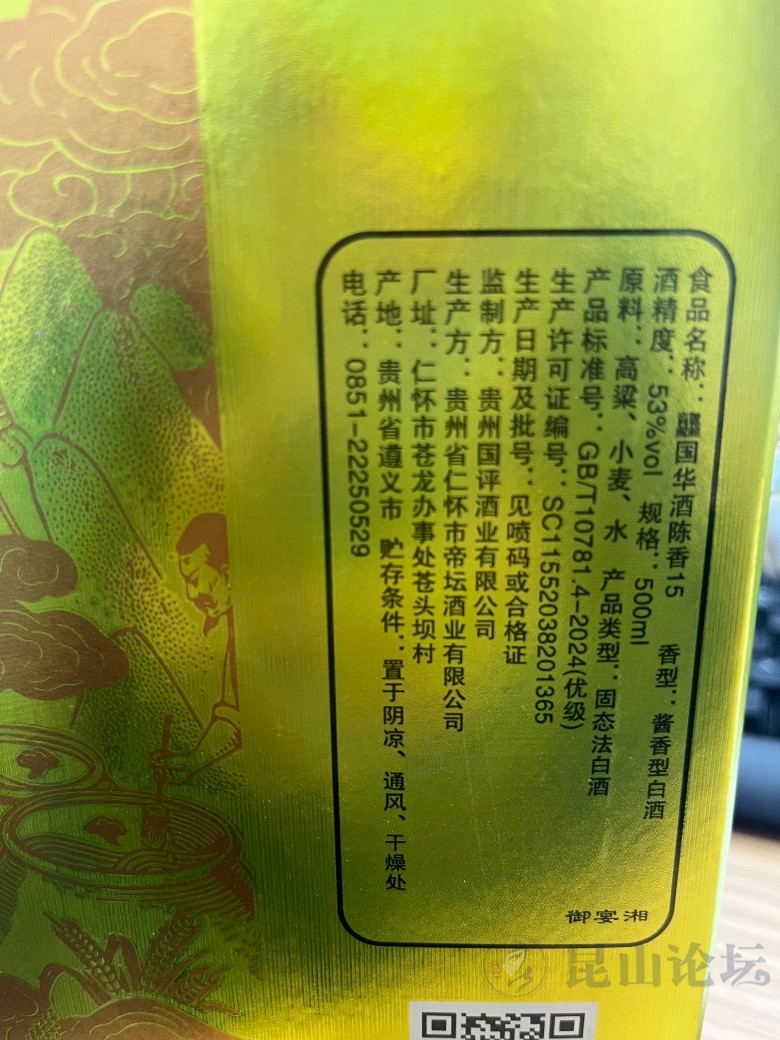 食品名称：国华酒陈香15 香型：酱香型白酒
酒精度：53%vol 规格：500ml
原料：高粱、小麦、水 产品类型：固态法白酒
产品标准号：GB/T10781.4-2024(优级)
生产许可证编号：SC11552038201365
生产日期及批号：见喷码或合格证
监制方：贵州国评酒业有限公司
生产方：贵州省仁怀市帝坛酒业有限公司
厂址：仁怀市苍龙办事处苍头坝村
产地：贵州省遵义市 贮存条件：置于阴凉、通风、干燥处
电话：0851-22250529
御宴湘
昆山论坛